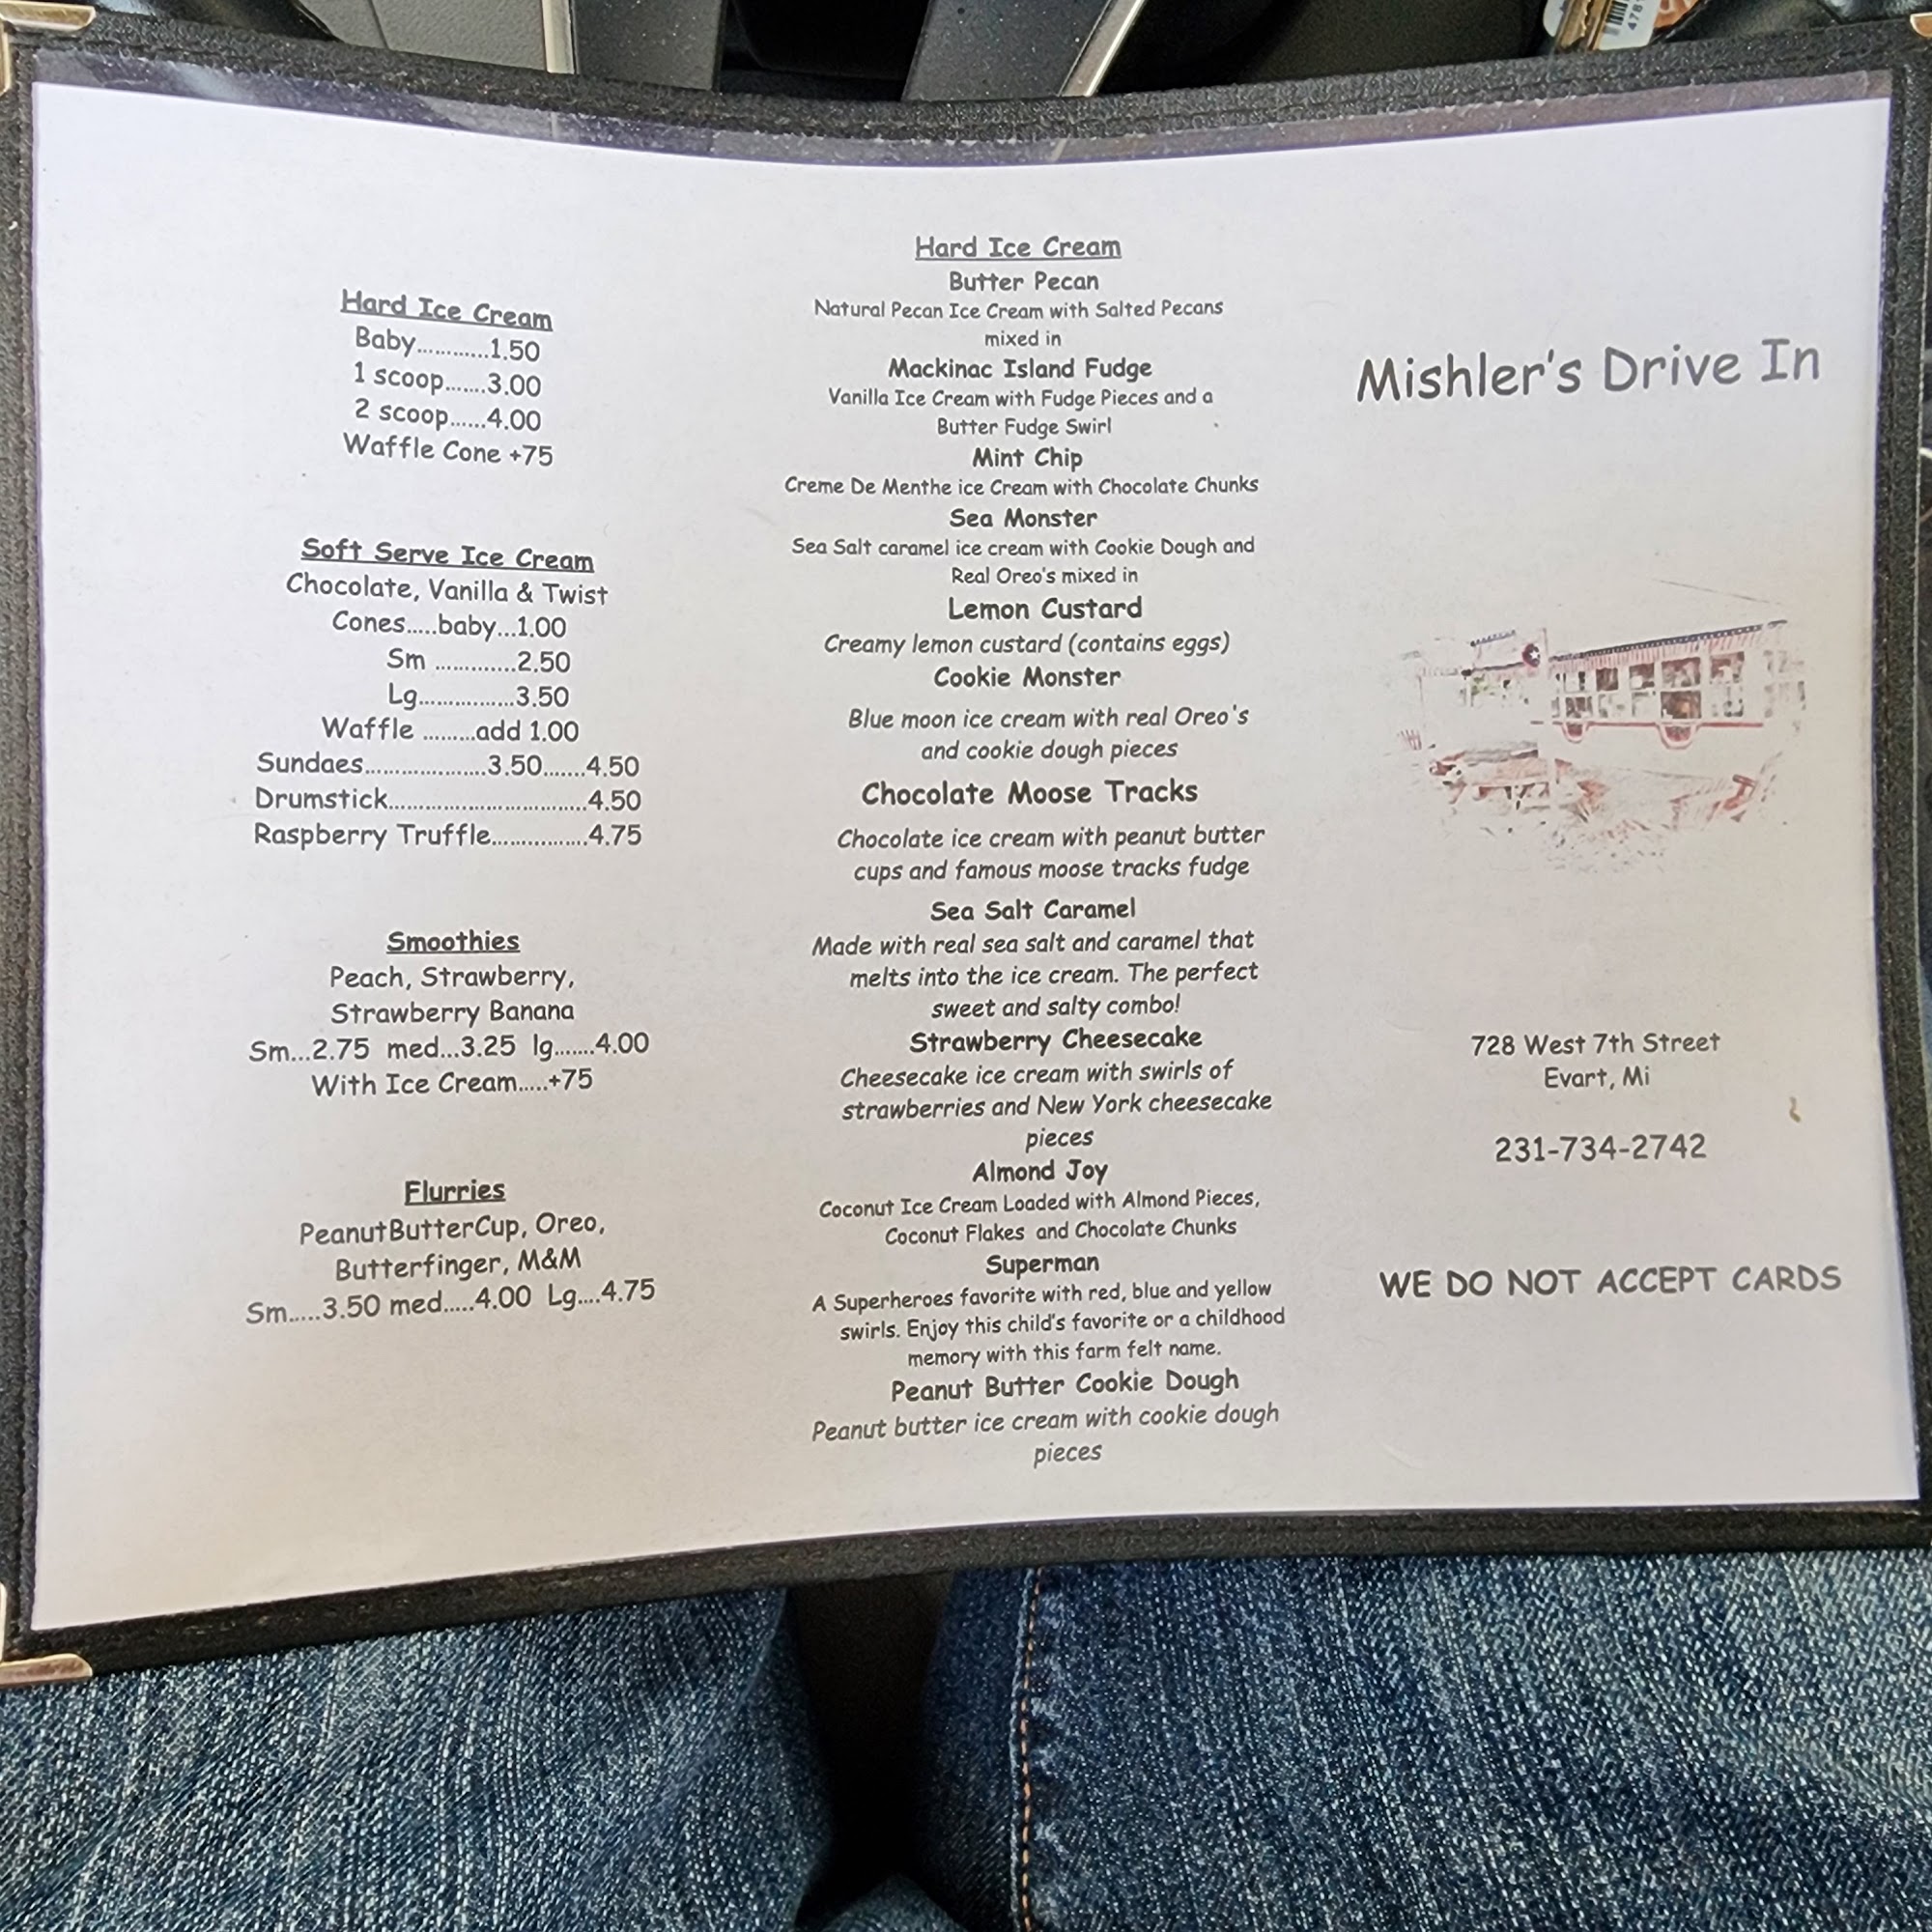 Hard Ice Cream
Baby............1.50
1 scoop.......3.00
2 scoop......4.00
Waffle Cone +75
Soft Serve Ice Cream
Chocolate, Vanilla & Twist
Cones.....baby...1.00
Sm .............2.50
Lg................3.50
Waffle .........add 1.00
Sundaes.....................3.50.......4.50
Drumstick..................................4.50
Raspberry Truffle................4.75
Smoothies
Peach, Strawberry,
Strawberry Banana
Sm...2.75 med...3.25 lg.......4.00
With Ice Cream.....+75
Flurries
PeanutButterCup, Oreo,
Butterfinger, M&M
Sm.....3.50 med.....4.00 Lg....4.75
Hard Ice Cream
Butter Pecan
Natural Pecan Ice Cream with Salted Pecans
mixed in
Mackinac Island Fudge
Vanilla Ice Cream with Fudge Pieces and a
Butter Fudge Swirl
Mint Chip
Creme De Menthe ice Cream with Chocolate Chunks
Sea Monster
Sea Salt caramel ice cream with Cookie Dough and
Real Oreo's mixed in
Lemon Custard
Creamy lemon custard (contains eggs)
Cookie Monster
Blue moon ice cream with real Oreo's
and cookie dough pieces
Chocolate Moose Tracks
Chocolate ice cream with peanut butter
cups and famous moose tracks fudge
Sea Salt Caramel
Made with real sea salt and caramel that
melts into the ice cream. The perfect
sweet and salty combo!
Strawberry Cheesecake
Cheesecake ice cream with swirls of
strawberries and New York cheesecake
pieces
Almond Joy
Coconut Ice Cream Loaded with Almond Pieces,
Coconut Flakes and Chocolate Chunks
Superman
A Superheroes favorite with red, blue and yellow
swirls. Enjoy this child's favorite or a childhood
memory with this farm felt name.
Peanut Butter Cookie Dough
Peanut butter ice cream with cookie dough
pieces
Mishler's Drive In
728 West 7th Street
Evart, Mi
231-734-2742
WE DO NOT ACCEPT CARDS